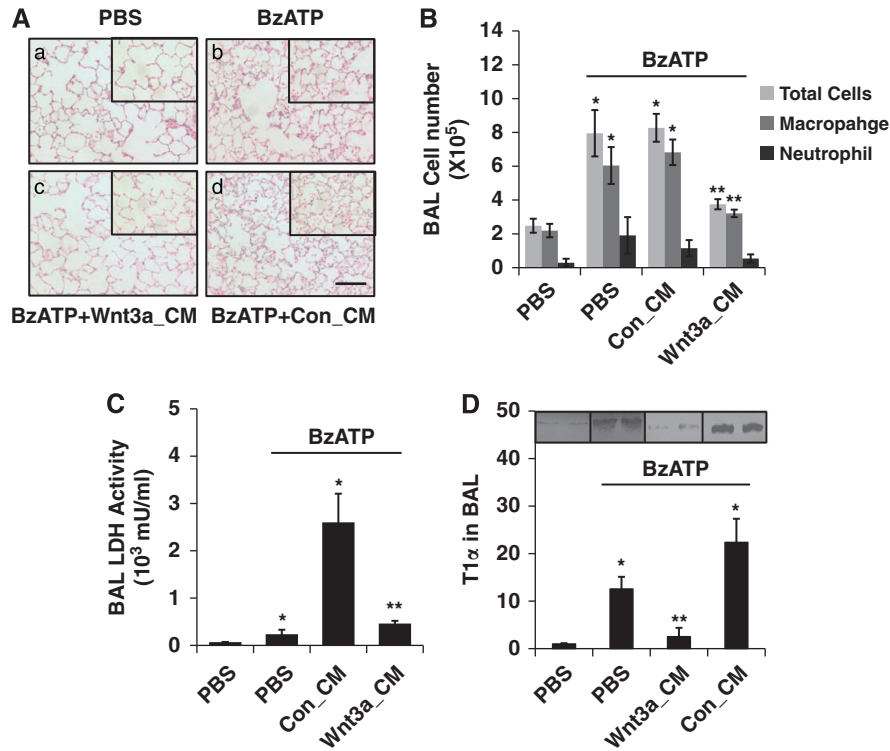 A
PBS
BzATP
a
b
c
d
BzATP+Wnt3a_CM
BzATP+Con_CM
B
BAL Cell number
(X10⁵)
14
12
10
8
6
4
2
0
BzATP
* * * * ** **
Total Cells
Macropahge
Neutrophil
PBS
PBS
Con_CM
Wnt3a_CM
C
BAL LDH Activity
(10³ mU/ml)
5
4
3
2
1
0
BzATP
* * **
PBS
PBS
Con_CM
Wnt3a_CM
D
T1α in BAL
50
40
30
20
10
0
BzATP
* ** *
PBS
PBS
Wnt3a_CM
Con_CM